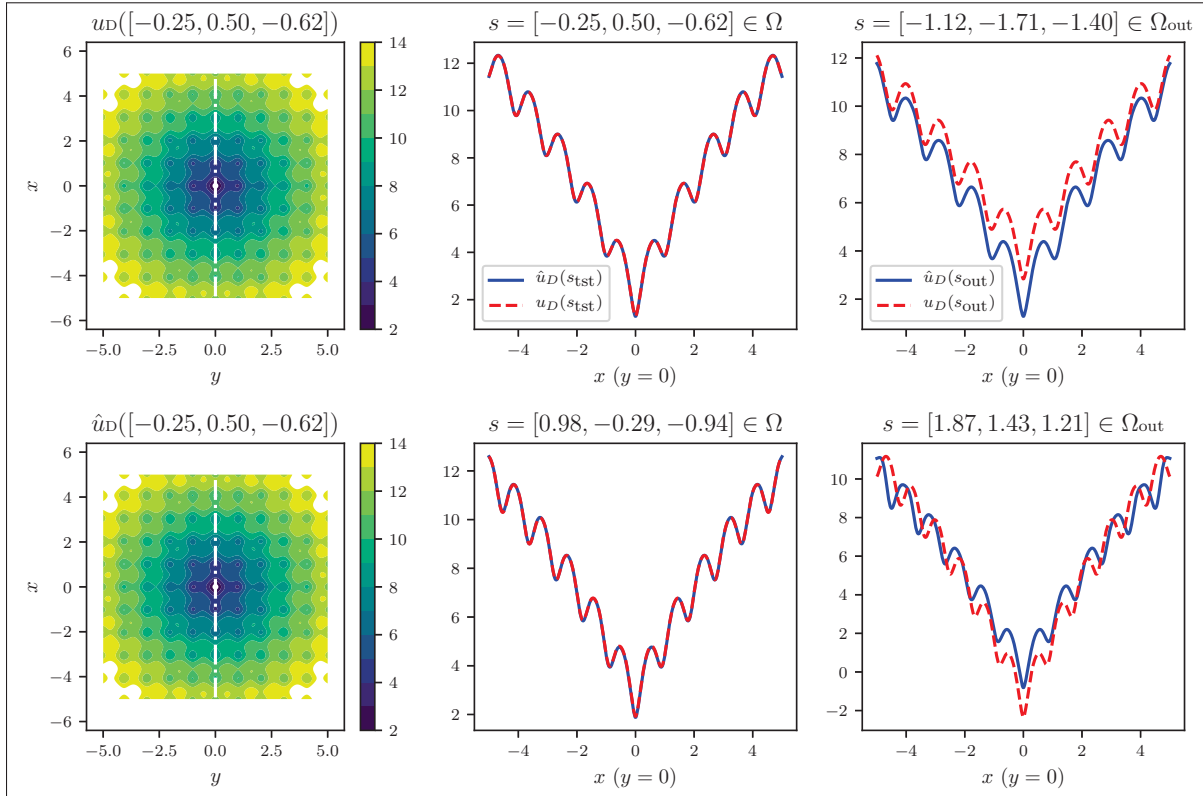 u_D([−0.25, 0.50, −0.62])
6
4
2
0
−2
−4
−6
x
−5.0 −2.5 0.0 2.5 5.0
y
14
12
10
8
6
4
2
s = [−0.25, 0.50, −0.62] ∈ Ω
12
10
8
6
4
2
û_D(s_tst)
u_D(s_tst)
−4 −2 0 2 4
x (y = 0)
s = [−1.12, −1.71, −1.40] ∈ Ω_out
12
10
8
6
4
2
û_D(s_out)
u_D(s_out)
−4 −2 0 2 4
x (y = 0)
û_D([−0.25, 0.50, −0.62])
6
4
2
0
−2
−4
−6
x
−5.0 −2.5 0.0 2.5 5.0
y
14
12
10
8
6
4
2
s = [0.98, −0.29, −0.94] ∈ Ω
12
10
8
6
4
2
−4 −2 0 2 4
x (y = 0)
s = [1.87, 1.43, 1.21] ∈ Ω_out
10
8
6
4
2
0
−2
−4 −2 0 2 4
x (y = 0)